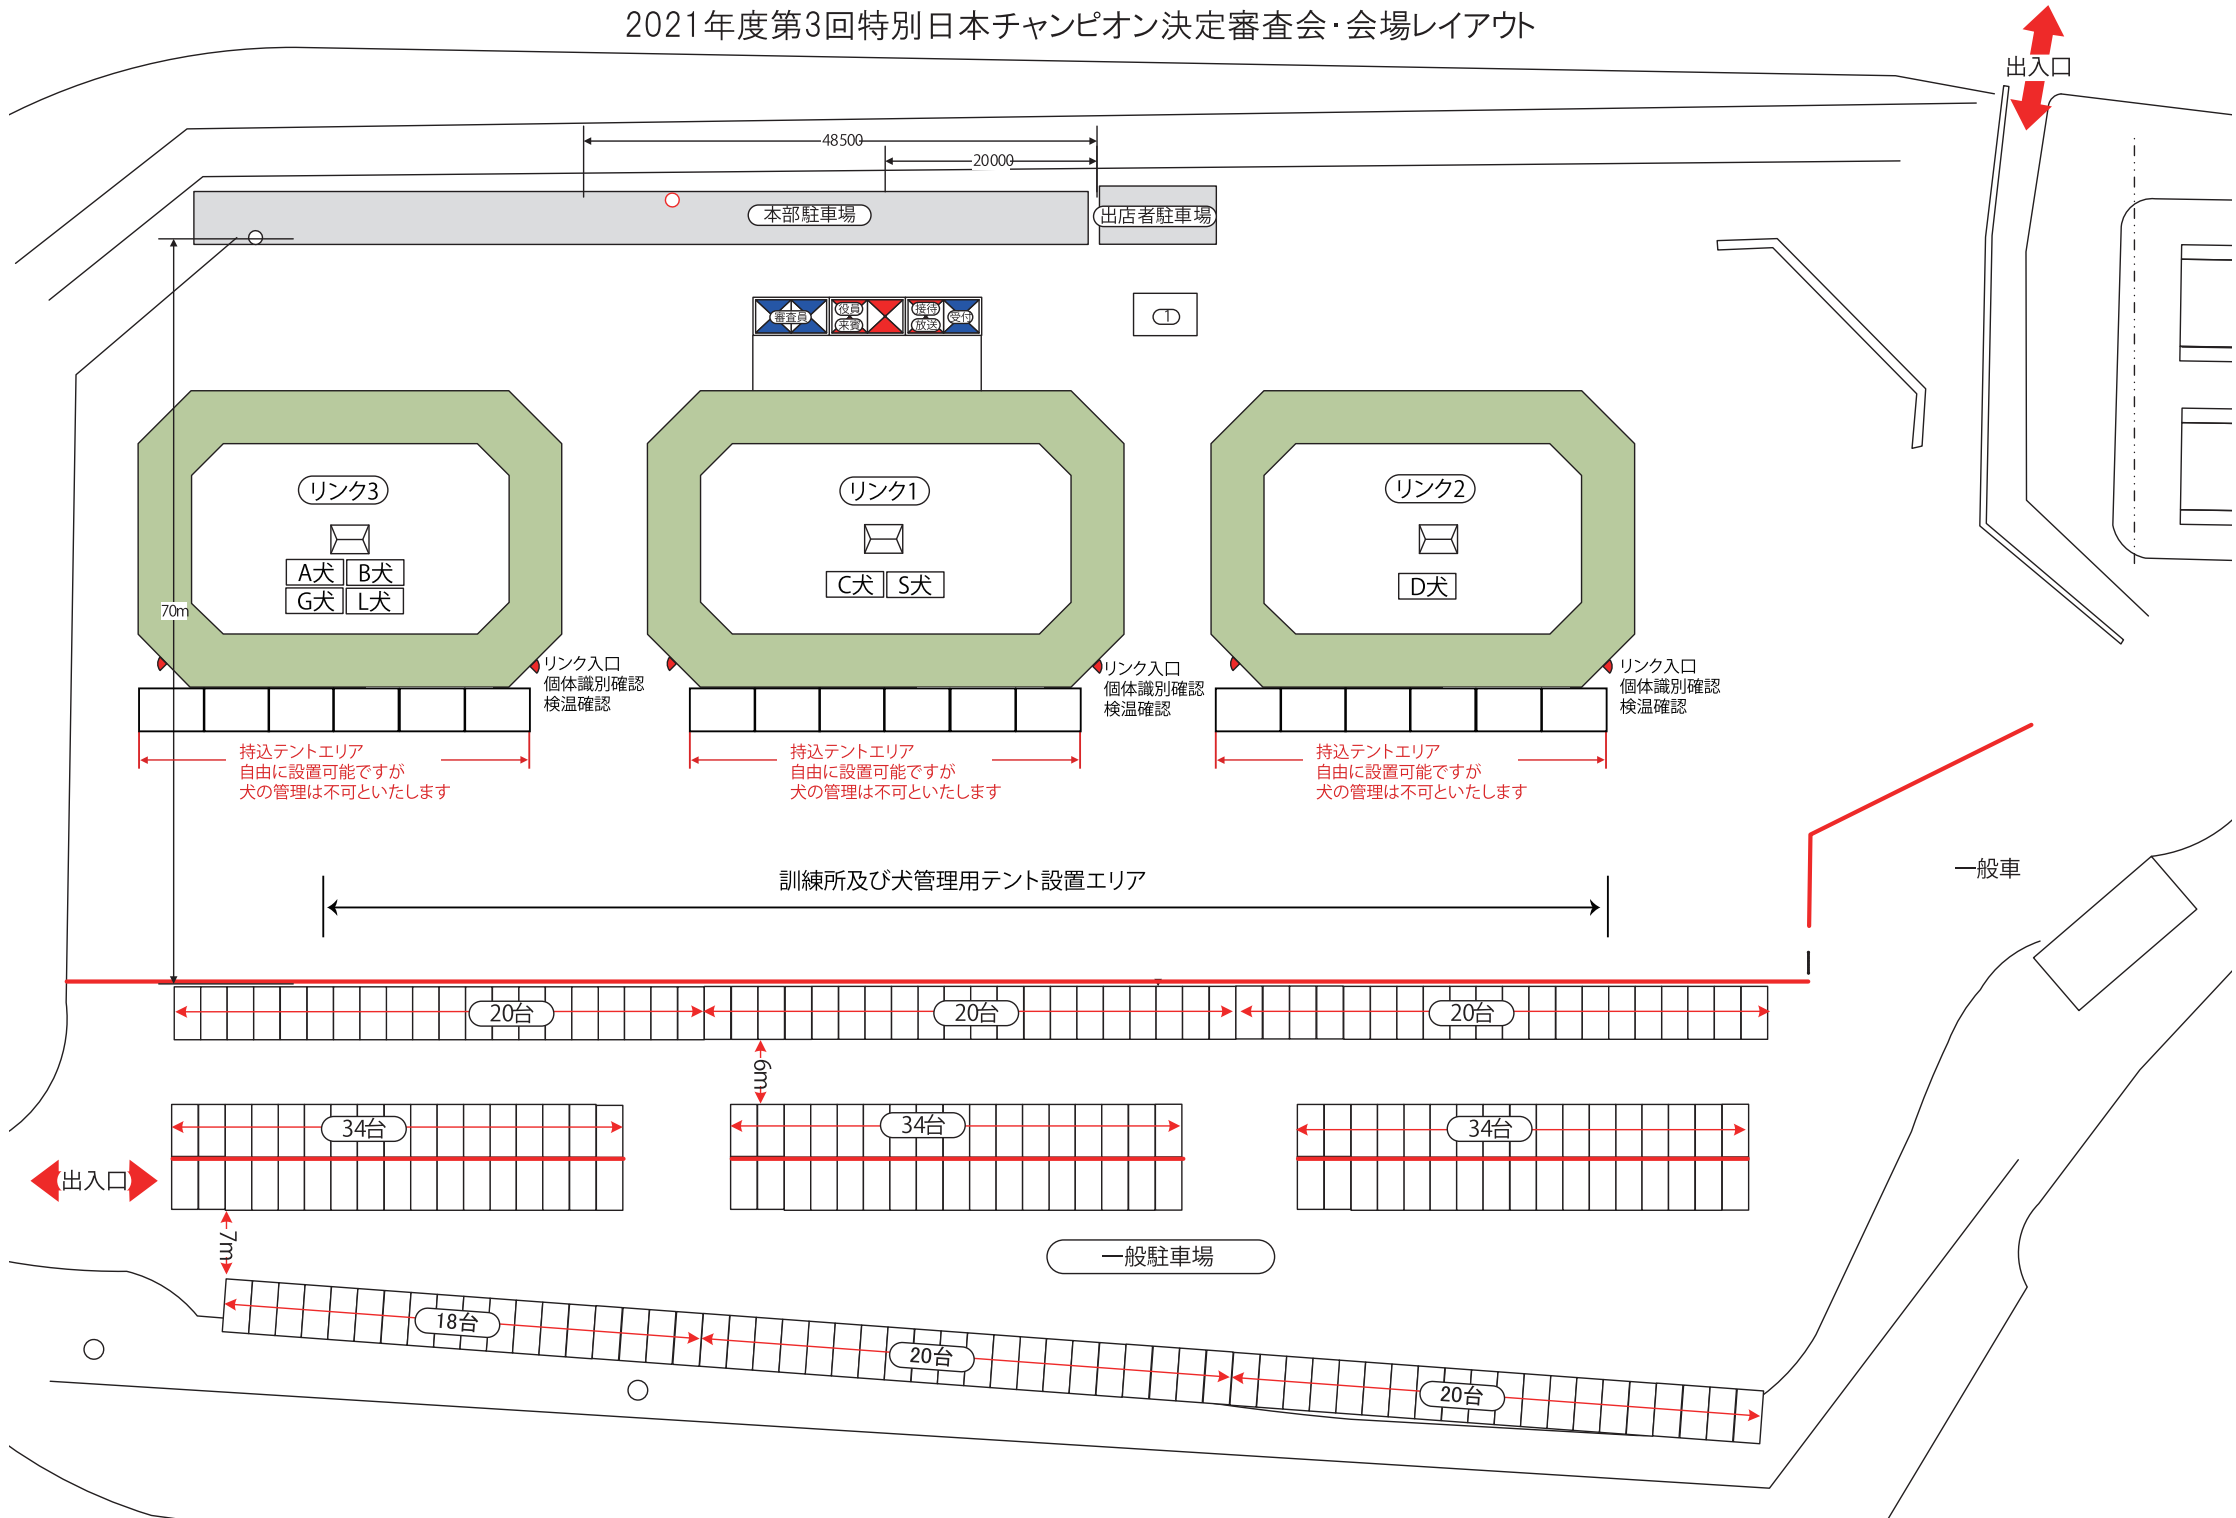 2021年度第3回特別日本チャンピオン決定審査会・会場レイアウト
出入口
48500
20000
本部駐車場
出店者駐車場
審査員
役員
来賓
接待
放送
受付
1
リンク3
A犬
B犬
G犬
L犬
リンク1
C犬
S犬
リンク2
D犬
70m
リンク入口
個体識別確認
検温確認
リンク入口
個体識別確認
検温確認
リンク入口
個体識別確認
検温確認
持込テントエリア
自由に設置可能ですが
犬の管理は不可といたします
持込テントエリア
自由に設置可能ですが
犬の管理は不可といたします
持込テントエリア
自由に設置可能ですが
犬の管理は不可といたします
訓練所及び犬管理用テント設置エリア
一般車
20台
20台
20台
6m
34台
34台
34台
出入口
7m
一般駐車場
18台
20台
20台